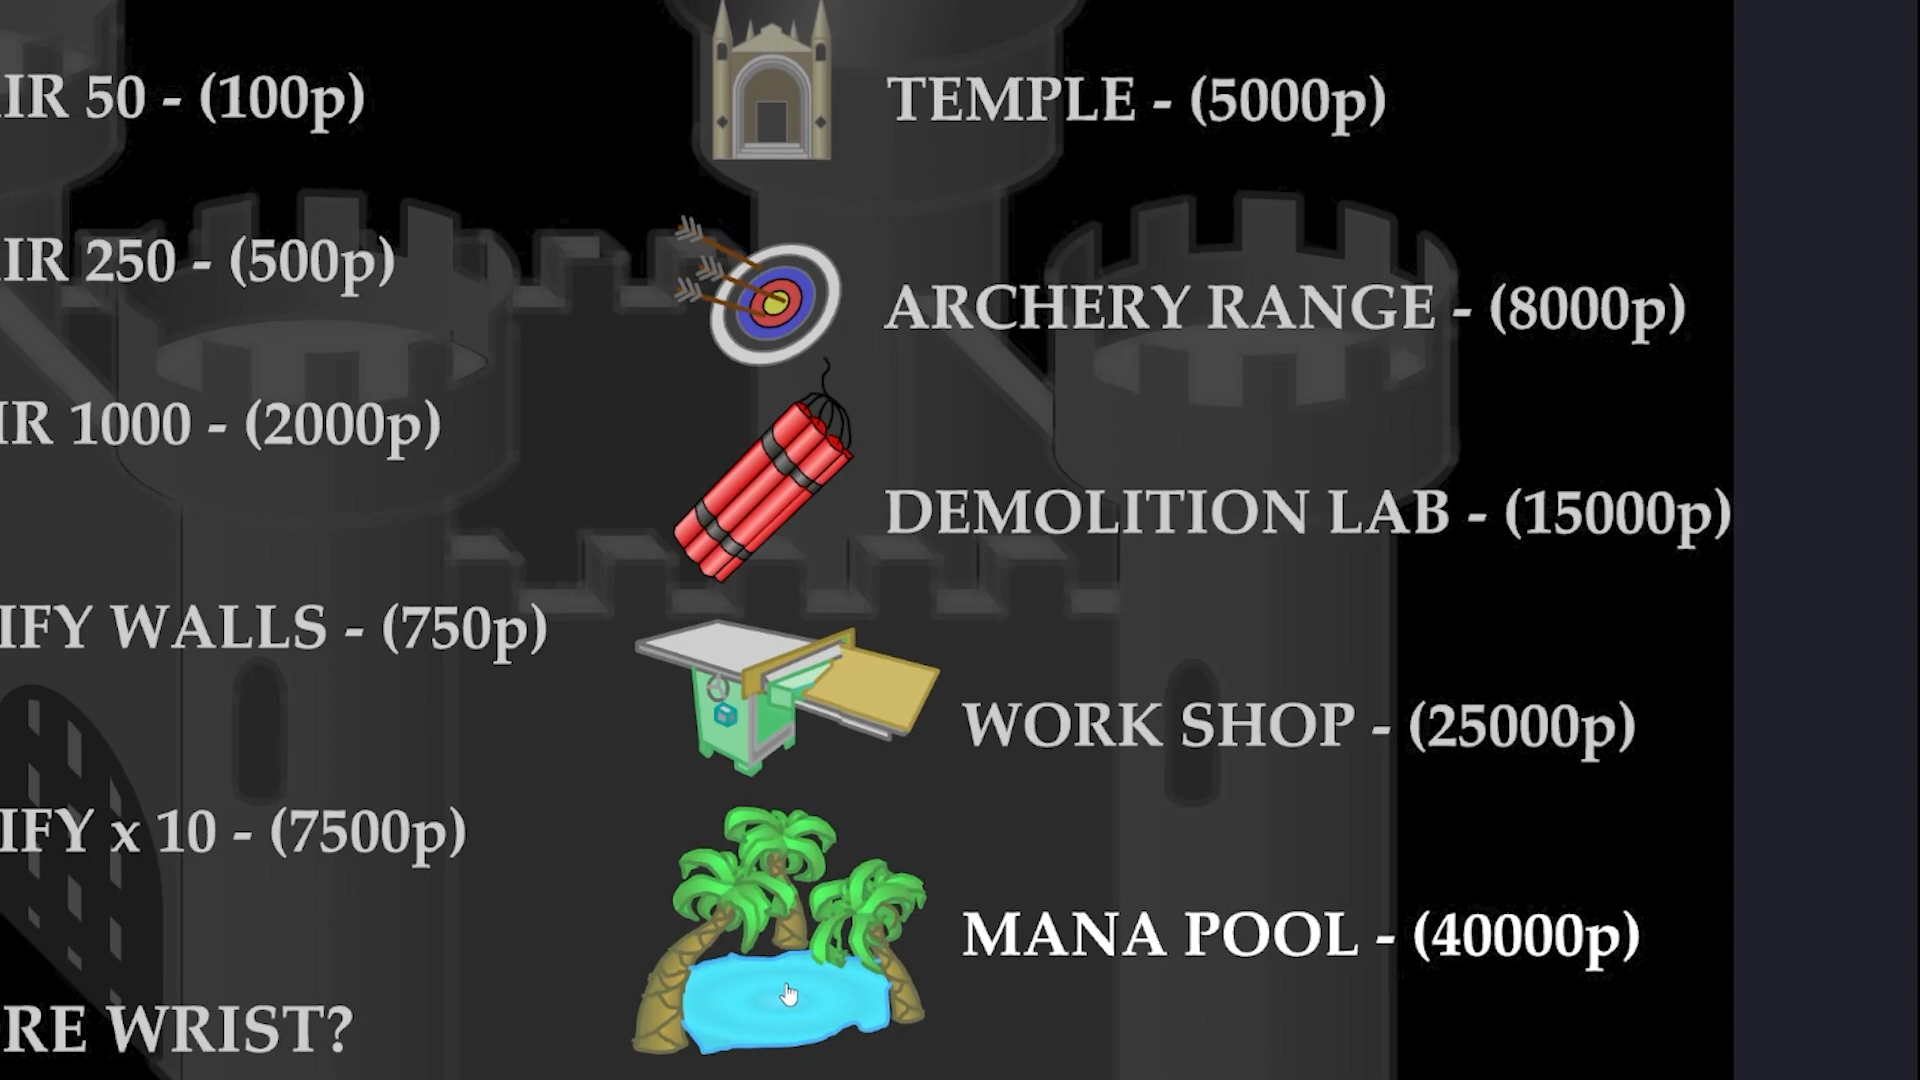 IR 50 - (100p)
IR 250 - (500p)
IR 1000 - (2000p)
IFY WALLS - (750p)
IFY x 10 - (7500p)
RE WRIST?
TEMPLE - (5000p)
ARCHERY RANGE - (8000p)
DEMOLITION LAB - (15000p)
WORK SHOP - (25000p)
MANA POOL - (40000p)